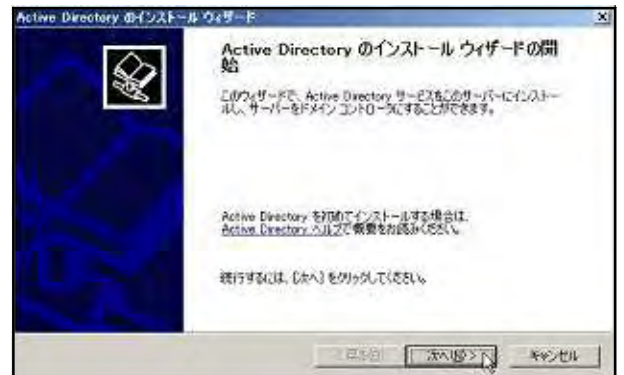 Active Directory のインストール ウィザード
Active Directory のインストール ウィザードの開
始
このウィザードで、Active Directory サービスをこのサーバーにインストー
ルし、サーバーをドメイン コントローラにすることができます。
Active Directory を初めてインストールする場合は、
Active Directory ヘルプで概要をお読みください。
続行するには、[次へ] をクリックしてください。
< 戻る(B)
次へ(N) >
キャンセル